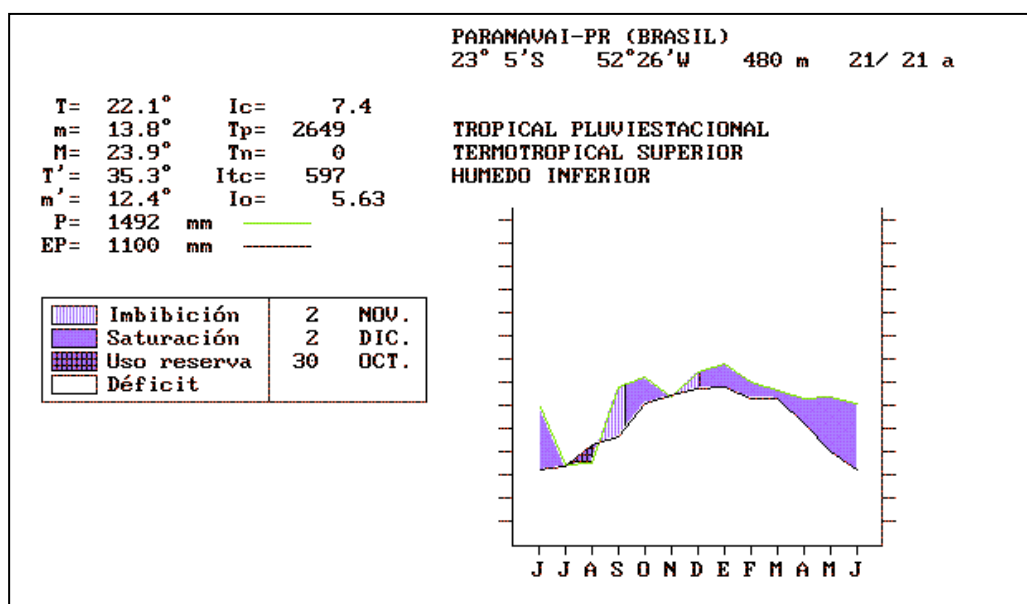 PARANAVAI-PR (BRASIL)
23° 5'S 52°26'W 480 m 21/ 21 a
T= 22.1° Ic= 7.4
m= 13.8° Tp= 2649
M= 23.9° Tn= 0
T'= 35.3° Itc= 597
m'= 12.4° Io= 5.63
P= 1492 mm
EP= 1100 mm
TROPICAL PLUVIESTACIONAL
TERMOTROPICAL SUPERIOR
HUMEDO INFERIOR
Imbibición 2 NOV.
Saturación 2 DIC.
Uso reserva 30 OCT.
Déficit
J J A S O N D E F M A M J